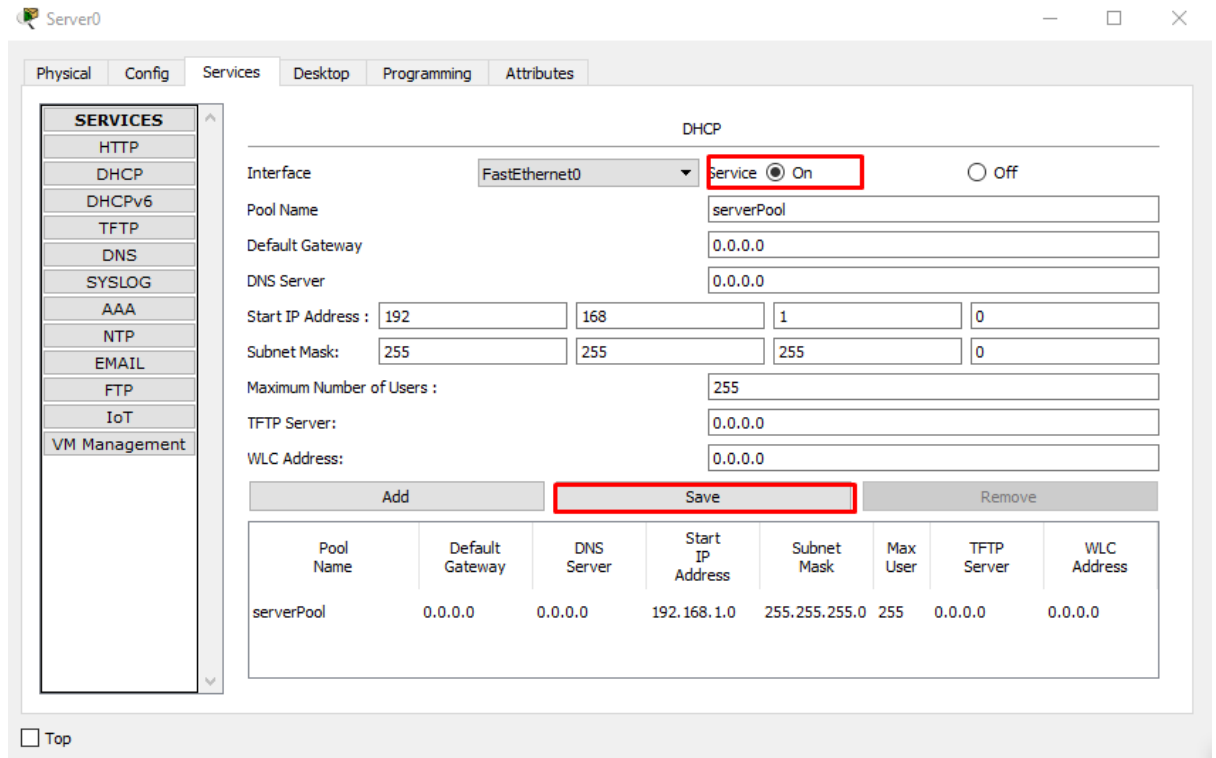 Server0
Physical Config Services Desktop Programming Attributes
SERVICES
HTTP
DHCP
DHCPv6
TFTP
DNS
SYSLOG
AAA
NTP
EMAIL
FTP
IoT
VM Management
DHCP
Interface FastEthernet0 Service On Off
Pool Name serverPool
Default Gateway 0.0.0.0
DNS Server 0.0.0.0
Start IP Address : 192 168 1 0
Subnet Mask: 255 255 255 0
Maximum Number of Users : 255
TFTP Server: 0.0.0.0
WLC Address: 0.0.0.0
Add Save Remove
Pool Name Default Gateway DNS Server Start IP Address Subnet Mask Max User TFTP Server WLC Address
serverPool 0.0.0.0 0.0.0.0 192.168.1.0 255.255.255.0 255 0.0.0.0 0.0.0.0
Top